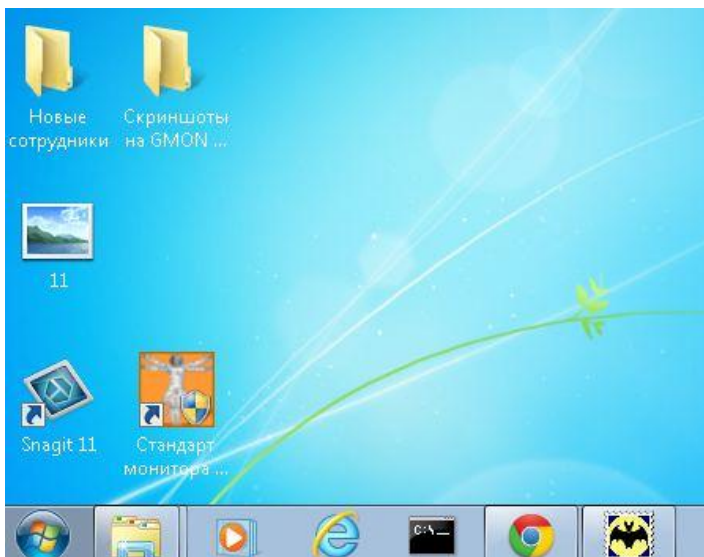 Новые
сотрудники
Скриншоты
на GMON ...
11
Snagit 11
Стандарт
монитора ...
C:\_